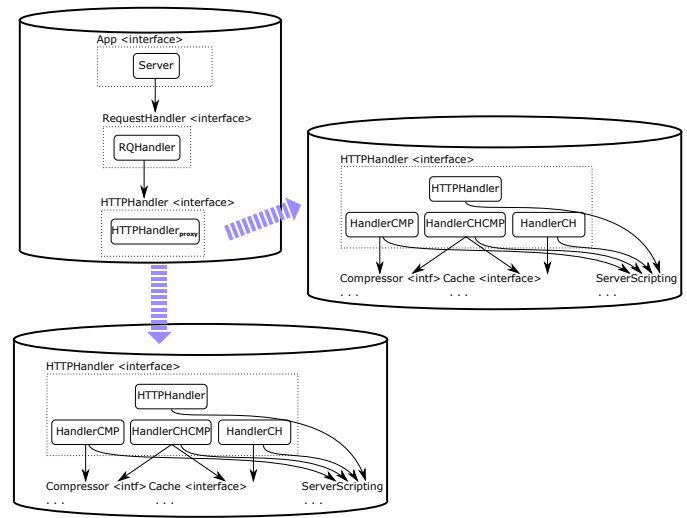 App <interface>
Server
RequestHandler <interface>
RQHandler
HTTPHandler <interface>
HTTPHandlerproxy
HTTPHandler <interface>
HTTPHandler
HandlerCMP HandlerCHCMP HandlerCH
Compressor <intf> Cache <interface> ServerScripting
. . . . . . . . .
HTTPHandler <interface>
HTTPHandler
HandlerCMP HandlerCHCMP HandlerCH
Compressor <intf> Cache <interface> ServerScripting
. . . . . . . . .